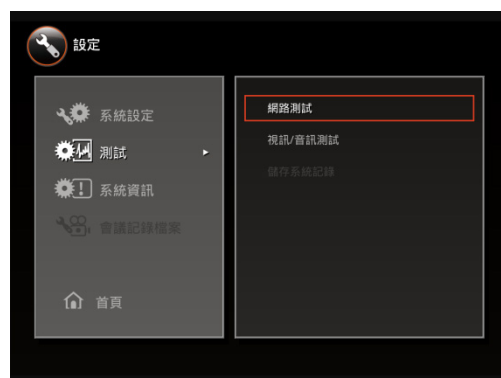 設定
系統設定
測試
系統資訊
會議記錄檔案
首頁
網路測試
視訊/音訊測試
儲存系統記錄